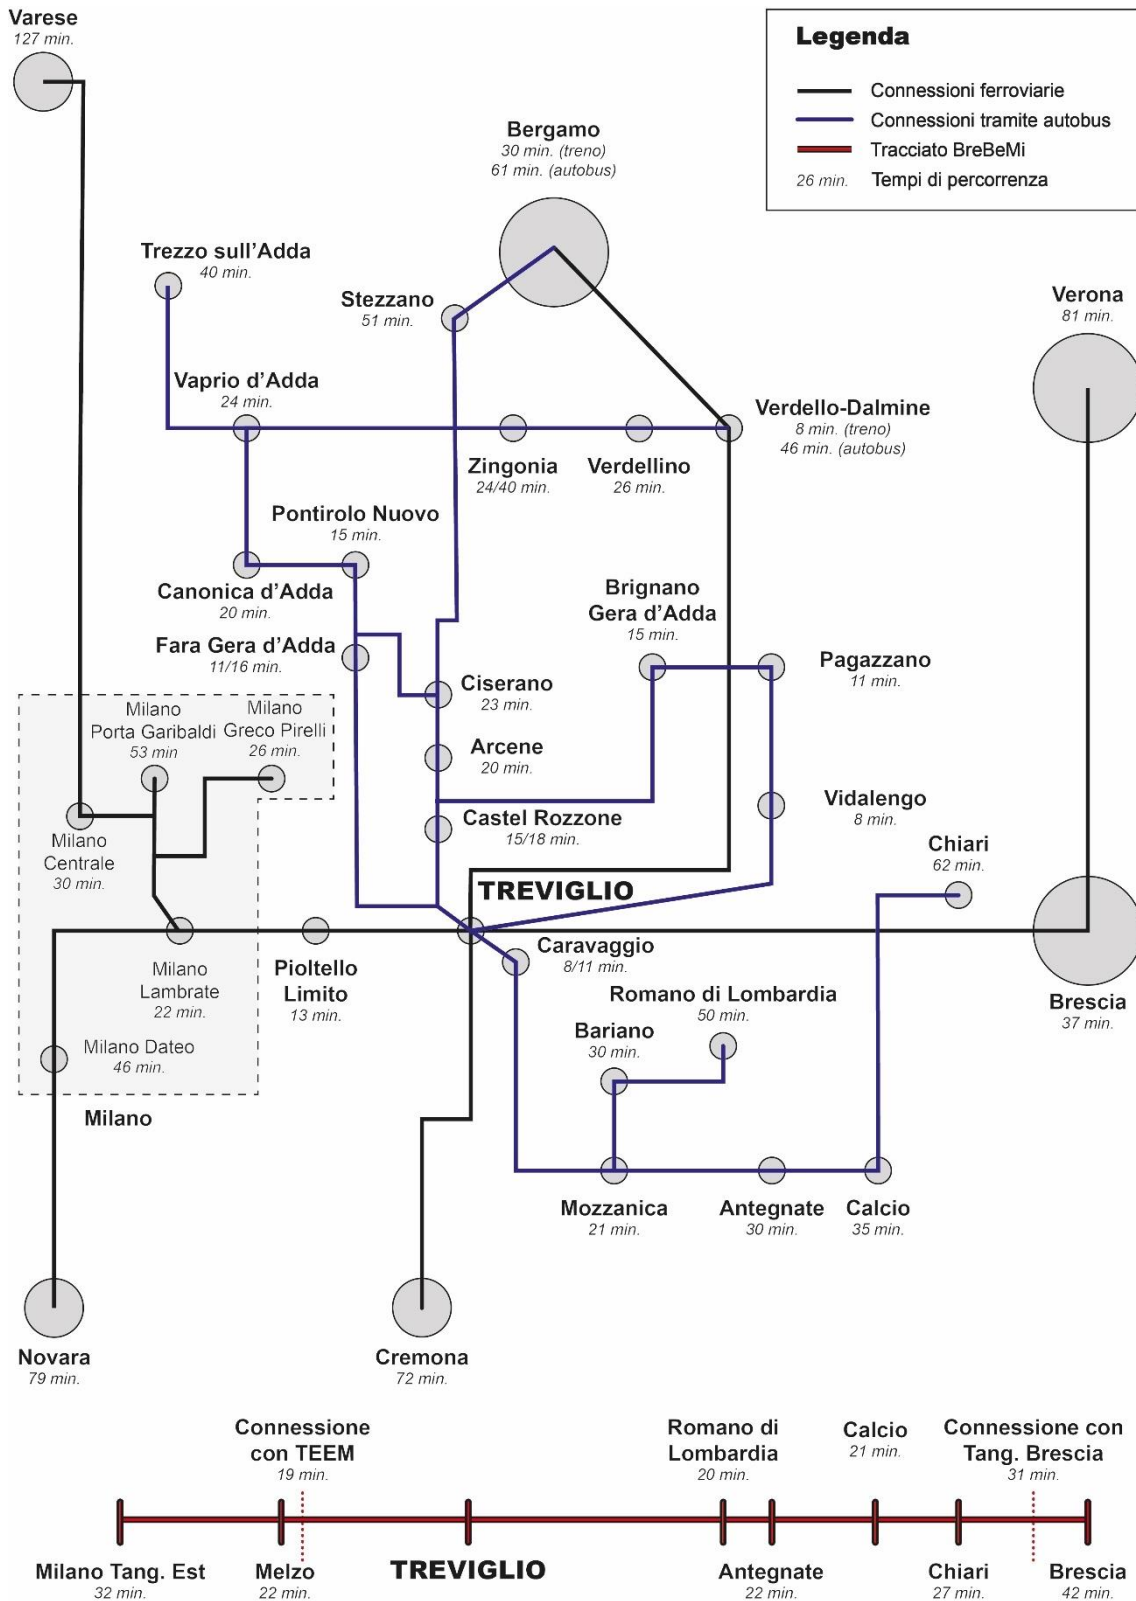 Varese
127 min.
Legenda
Connessioni ferroviarie
Connessioni tramite autobus
Tracciato BreBeMi
26 min. Tempi di percorrenza
Bergamo
30 min. (treno)
61 min. (autobus)
Trezzo sull'Adda
40 min.
Stezzano
51 min.
Verona
81 min.
Vaprio d'Adda
24 min.
Verdello-Dalmine
8 min. (treno)
46 min. (autobus)
Zingonia
24/40 min.
Verdellino
26 min.
Pontirolo Nuovo
15 min.
Canonica d'Adda
20 min.
Brignano
Gera d'Adda
15 min.
Fara Gera d'Adda
11/16 min.
Pagazzano
11 min.
Ciserano
23 min.
Milano
Porta Garibaldi
53 min
Milano
Greco Pirelli
26 min.
Arcene
20 min.
Vidalengo
8 min.
Castel Rozzone
15/18 min.
Milano
Centrale
30 min.
Chiari
62 min.
TREVIGLIO
Caravaggio
8/11 min.
Milano
Lambrate
22 min.
Pioltello
Limito
13 min.
Romano di Lombardia
50 min.
Brescia
37 min.
Bariano
30 min.
Milano Dateo
46 min.
Milano
Mozzanica
21 min.
Antegnate
30 min.
Calcio
35 min.
Novara
79 min.
Cremona
72 min.
Connessione
con TEEM
19 min.
Romano di
Lombardia
20 min.
Calcio
21 min.
Connessione con
Tang. Brescia
31 min.
Milano Tang. Est
32 min.
Melzo
22 min.
TREVIGLIO
Antegnate
22 min.
Chiari
27 min.
Brescia
42 min.